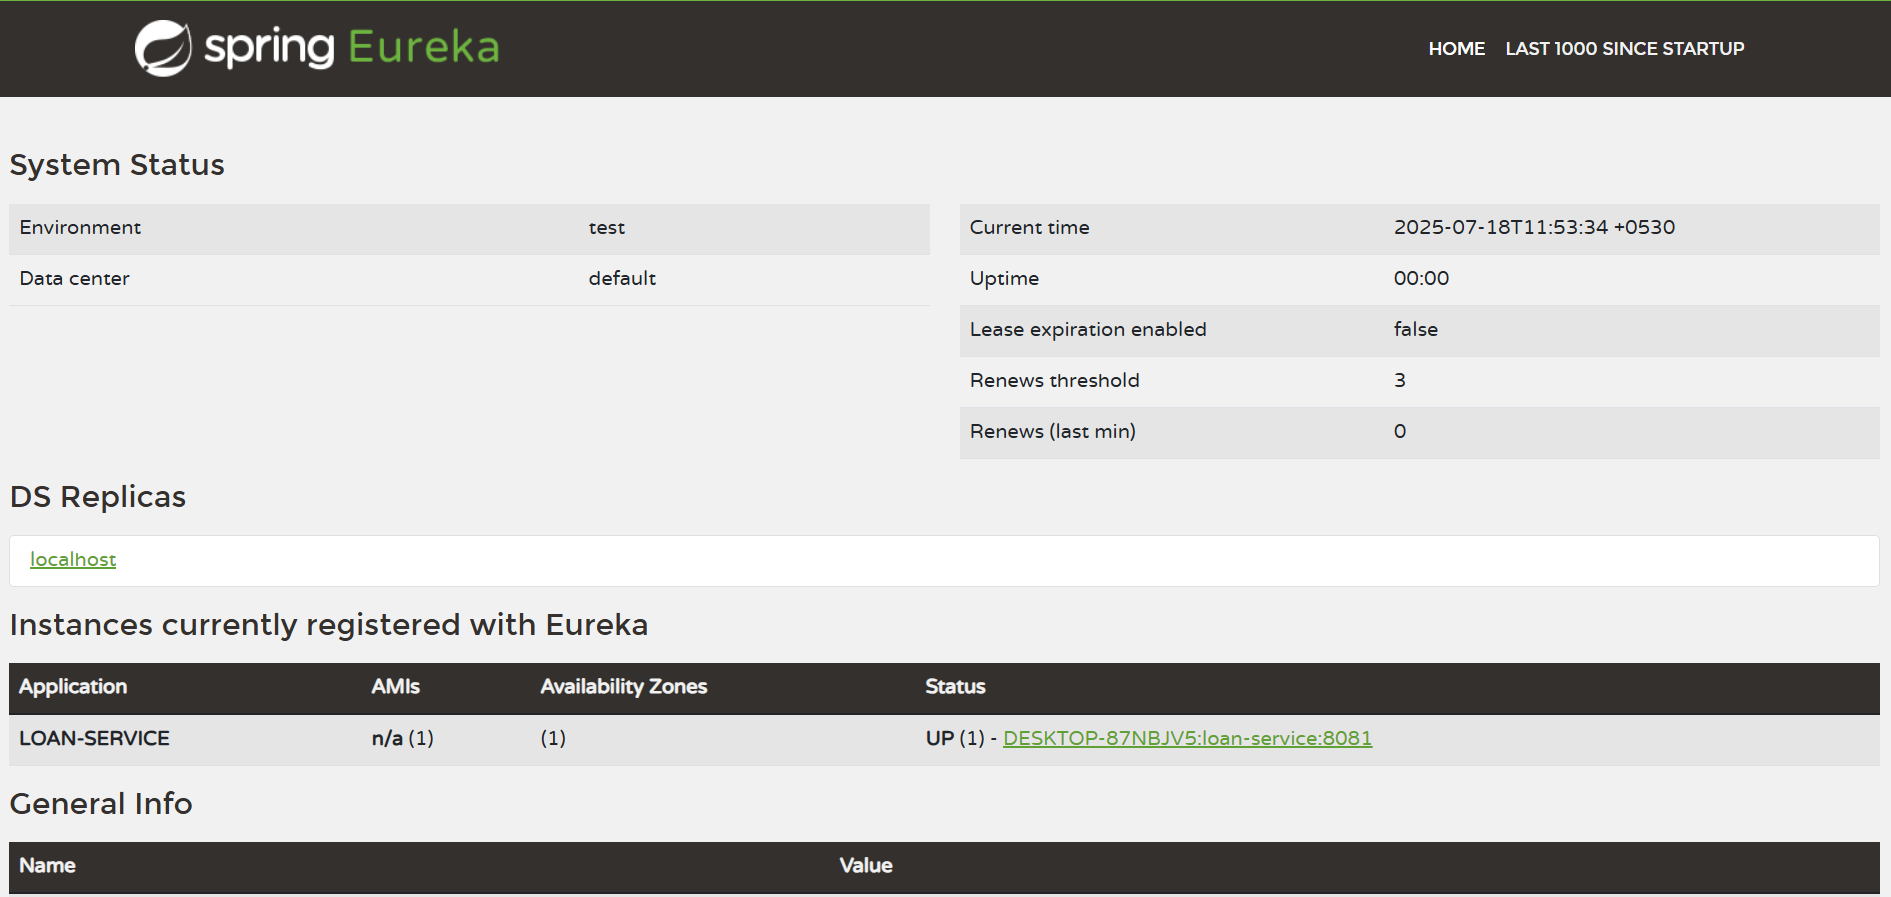 spring Eureka
HOME LAST 1000 SINCE STARTUP
System Status
Environment test
Data center default
Current time 2025-07-18T11:53:34 +0530
Uptime 00:00
Lease expiration enabled false
Renews threshold 3
Renews (last min) 0
DS Replicas
localhost
Instances currently registered with Eureka
Application AMIs Availability Zones Status
LOAN-SERVICE n/a (1) (1) UP (1) - DESKTOP-87NBJV5:loan-service:8081
General Info
Name Value